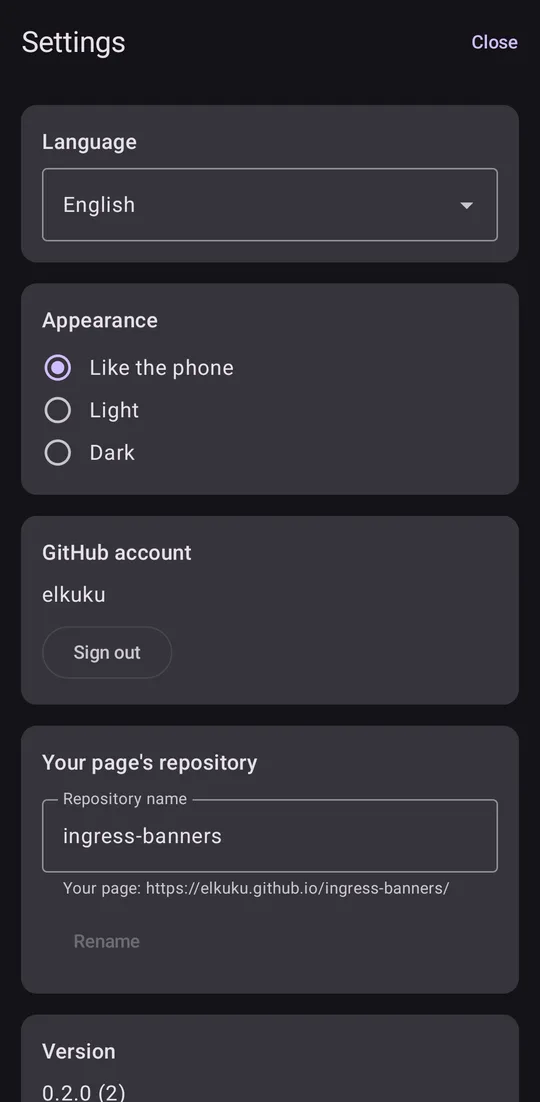 Settings
Close
Language
English
Appearance
Like the phone
Light
Dark
GitHub account
elkuku
Sign out
Your page's repository
Repository name
ingress-banners
Your page: https://elkuku.github.io/ingress-banners/
Rename
Version
0.2.0 (2)